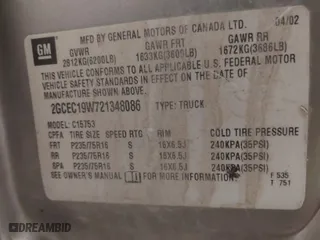 GM
MFD BY GENERAL MOTORS OF CANADA LTD. 04/02
GVWR GAWR FRT GAWR RR
2812KG(6200LB) 1633KG(3600LB) 1672KG(3686LB)
THIS VEHICLE CONFORMS TO ALL APPLICABLE U.S. FEDERAL MOTOR
VEHICLE SAFETY STANDARDS IN EFFECT ON THE DATE OF
MANUFACTURE SHOWN ABOVE.
2GCEC19W721348086 TYPE: TRUCK
MODEL: C15753
TIRE SIZE SPEED RTG RIM COLD TIRE PRESSURE
FRT P235/75R16 S 16X6.5J 240KPA(35PSI)
RR P235/75R16 S 16X6.5J 240KPA(35PSI)
SPA P235/75R16 S 16X6.5J 240KPA(35PSI)
SEE OWNER'S MANUAL FOR MORE INFORMATION F 535
T 751
DREAMBID